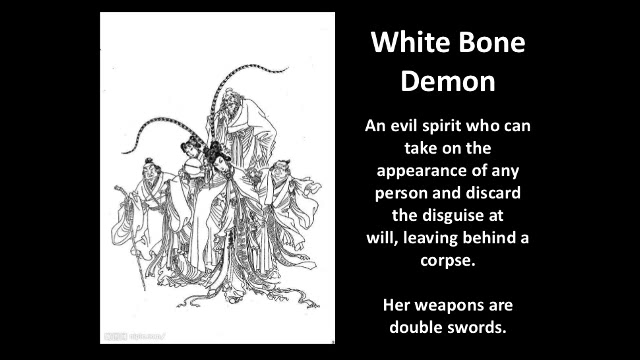 White Bone
Demon
An evil spirit who can
take on the
appearance of any
person and discard
the disguise at
will, leaving behind a
corpse.
Her weapons are
double swords.